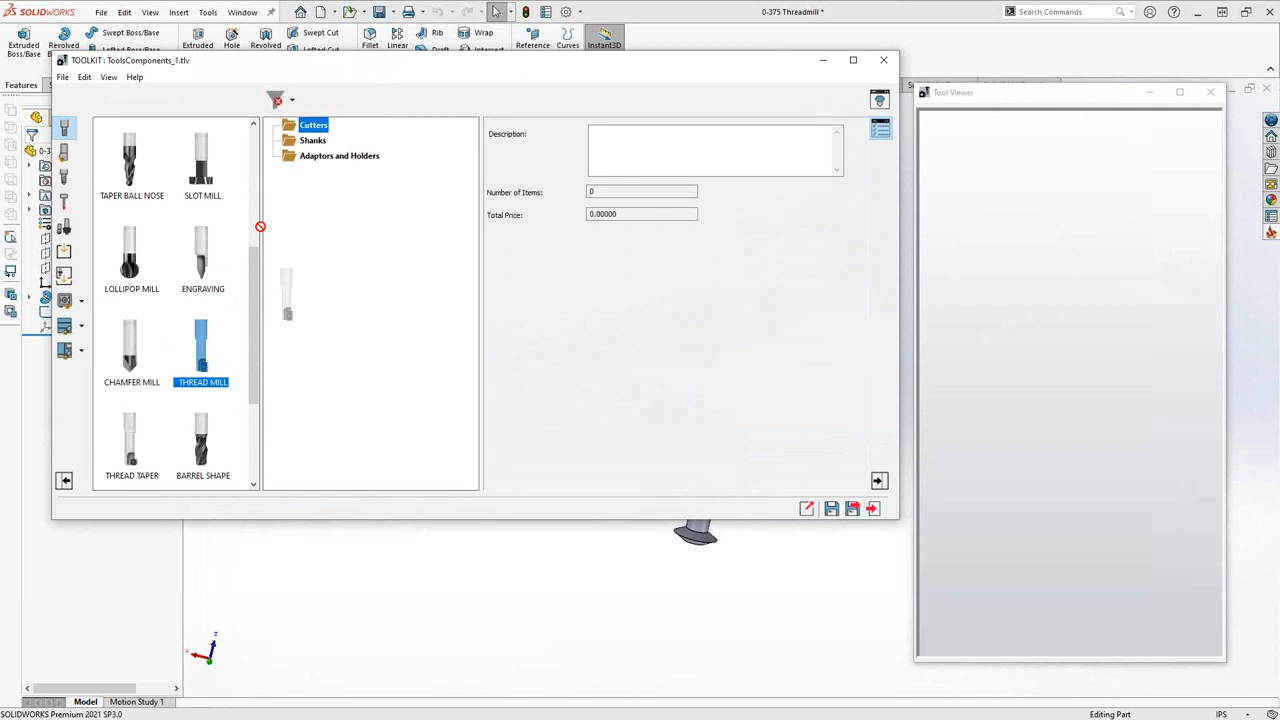 SOLIDWORKS
File Edit View Insert Tools Window
0-375 Threadmill *
Search Commands
Extruded Boss/Base
Revolved
Swept Boss/Base
Extruded
Hole
Revolved
Swept Cut
Fillet
Linear
Rib
Wrap
Reference
Curves
Instant3D
Features
TOOLKIT : ToolsComponents_1.tlv
File Edit View Help
TAPER BALL NOSE
SLOT MILL
LOLLIPOP MILL
ENGRAVING
CHAMFER MILL
THREAD MILL
THREAD TAPER
BARREL SHAPE
Cutters
Shanks
Adaptors and Holders
Description:
Number of Items: 0
Total Price: 0.00000
Tool Viewer
Model
Motion Study 1
SOLIDWORKS Premium 2021 SP3.0
Editing Part
IPS